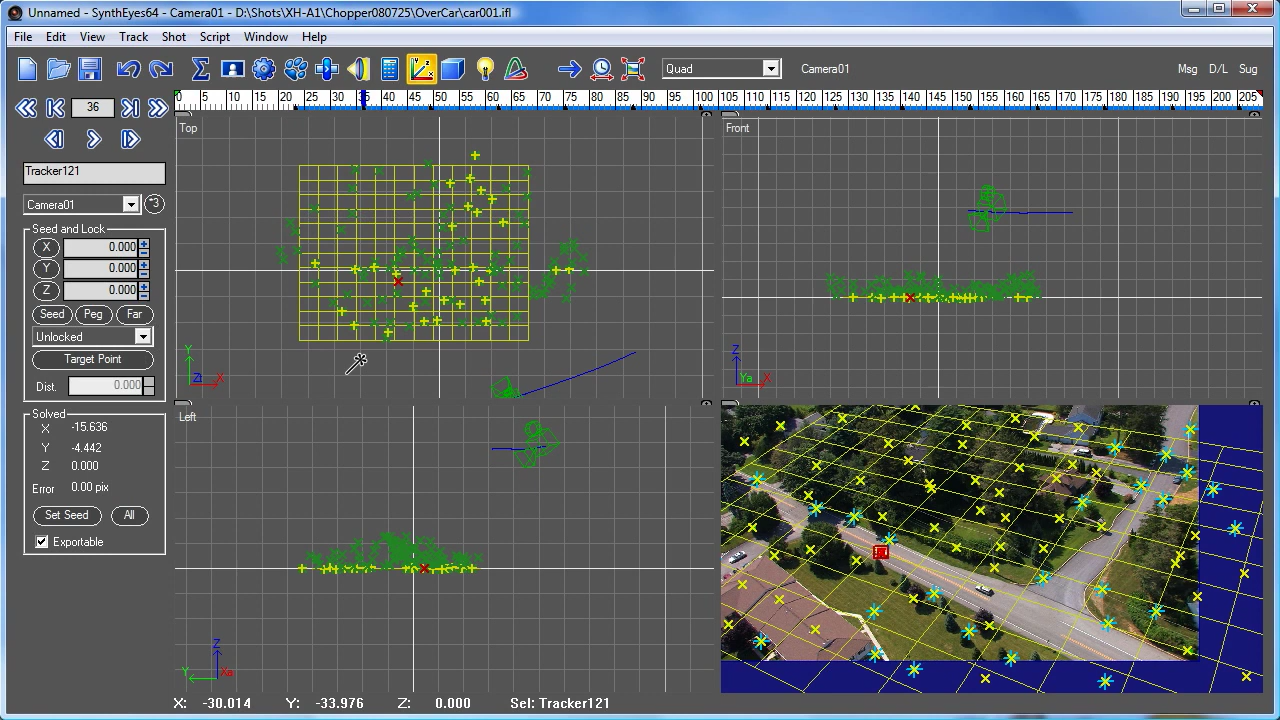 Unnamed - SynthEyes64 - Camera01 - D:\Shots\XH-A1\Chopper080725\OverCar\car001.ifl
File Edit View Track Shot Script Window Help
Quad Camera01 Msg D/L Sug
36
0 5 10 15 20 25 30 35 40 45 50 55 60 65 70 75 80 85 90 95 100 105 110 115 120 125 130 135 140 145 150 155 160 165 170 175 180 185 190 195 200 205
Top
Front
Tracker121
Camera01 *3
Seed and Lock
X 0.000
Y 0.000
Z 0.000
Seed Peg Far
Unlocked
Target Point
Dist. 0.000
Y X
Z Ya X
Left
Solved
X -15.636
Y -4.442
Z 0.000
Error 0.00 pix
Set Seed All
Exportable
Z
Y Xa
X: -30.014 Y: -33.976 Z: 0.000 Sel: Tracker121